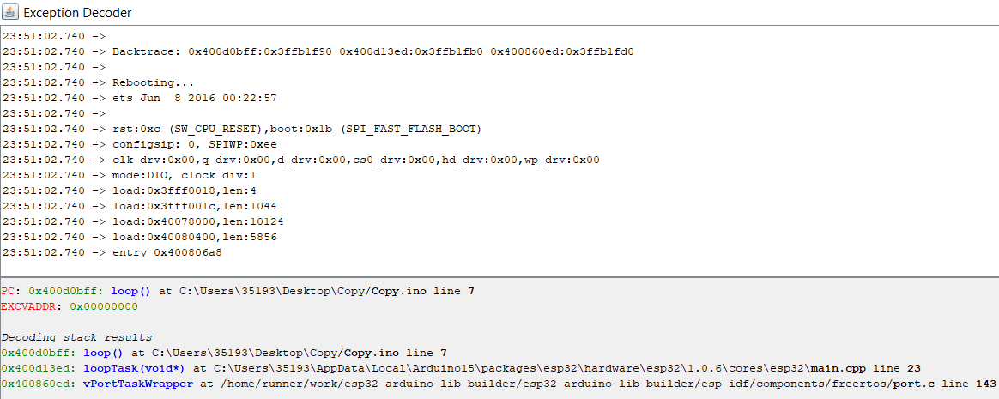 Exception Decoder
23:51:02.740 ->
23:51:02.740 -> Backtrace: 0x400d0bff:0x3ffb1f90 0x400d13ed:0x3ffb1fb0 0x400860ed:0x3ffb1fd0
23:51:02.740 ->
23:51:02.740 -> Rebooting...
23:51:02.740 -> ets Jun  8 2016 00:22:57
23:51:02.740 ->
23:51:02.740 -> rst:0xc (SW_CPU_RESET),boot:0x1b (SPI_FAST_FLASH_BOOT)
23:51:02.740 -> configsip: 0, SPIWP:0xee
23:51:02.740 -> clk_drv:0x00,q_drv:0x00,d_drv:0x00,cs0_drv:0x00,hd_drv:0x00,wp_drv:0x00
23:51:02.740 -> mode:DIO, clock div:1
23:51:02.740 -> load:0x3fff0018,len:4
23:51:02.740 -> load:0x3fff001c,len:1044
23:51:02.740 -> load:0x40078000,len:10124
23:51:02.740 -> load:0x40080400,len:5856
23:51:02.740 -> entry 0x400806a8
PC: 0x400d0bff: loop() at C:\Users\35193\Desktop\Copy/Copy.ino line 7
EXCVADDR: 0x00000000
Decoding stack results
0x400d0bff: loop() at C:\Users\35193\Desktop\Copy/Copy.ino line 7
0x400d13ed: loopTask(void*) at C:\Users\35193\AppData\Local\Arduino15\packages\esp32\hardware\esp32\1.0.6\cores\esp32\main.cpp line 23
0x400860ed: vPortTaskWrapper at /home/runner/work/esp32-arduino-lib-builder/esp32-arduino-lib-builder/esp-idf/components/freertos/port.c line 143